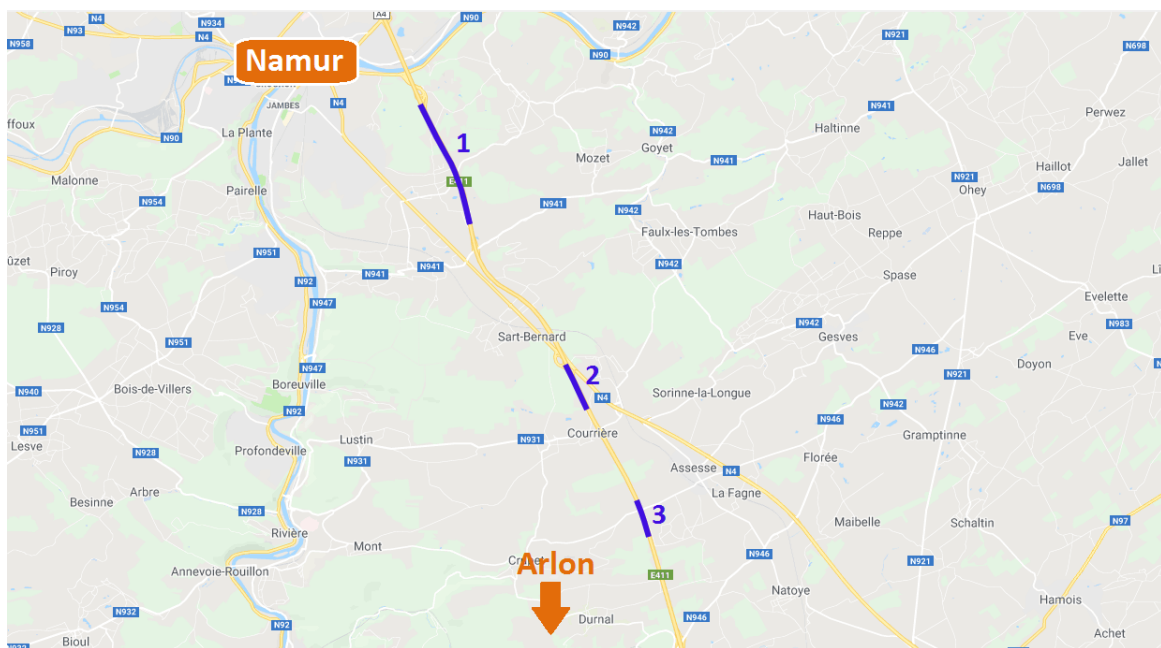 A4
N90
N4
N934
N93
N958
N4
N942
N921
N698
Namur
N90
N4
JAMBES
N90
La Plante
1
N942
Goyet
Mozet
N941
N941
Haltinne
Perwez
Haillot
Jallet
Malonne
N954
Pairelle
N941
N942
N921
N698
Ohey
Haut-Bois
Reppe
Faulx-les-Tombes
N951
Piroy
N941
N941
N92
N942
Spase
N954
N947
Evelette
N928
N951
Sart-Bernard
N942
Gesves
N983
Eve
N946
Doyon
N947
Boreuville
2
N921
N940
Bois-de-Villers
Sorinne-la-Longue
N4
N942
N92
N946
N951
Lesve
Profondeville
Lustin
N931
Courrière
Gramptinne
N928
N931
Florée
Assesse
N4
La Fagne
Arbre
Besinne
N928
3
Maibelle
Schaltin
N97
Rivière
Mont
N946
N921
Annevoie-Rouillon
Arlon
E411
Natoye
Hamois
N932
Durnal
N946
Achet
Bioul
N92